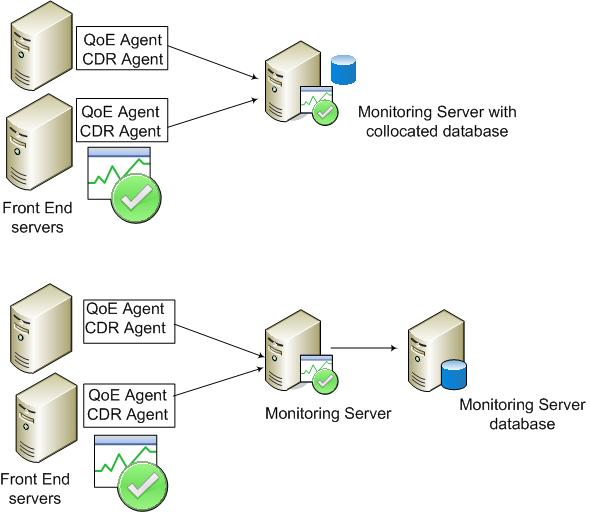 QoE Agent
CDR Agent
QoE Agent
CDR Agent
Monitoring Server with
collocated database
Front End
servers
QoE Agent
CDR Agent
QoE Agent
CDR Agent
Monitoring Server
Monitoring Server
database
Front End
servers